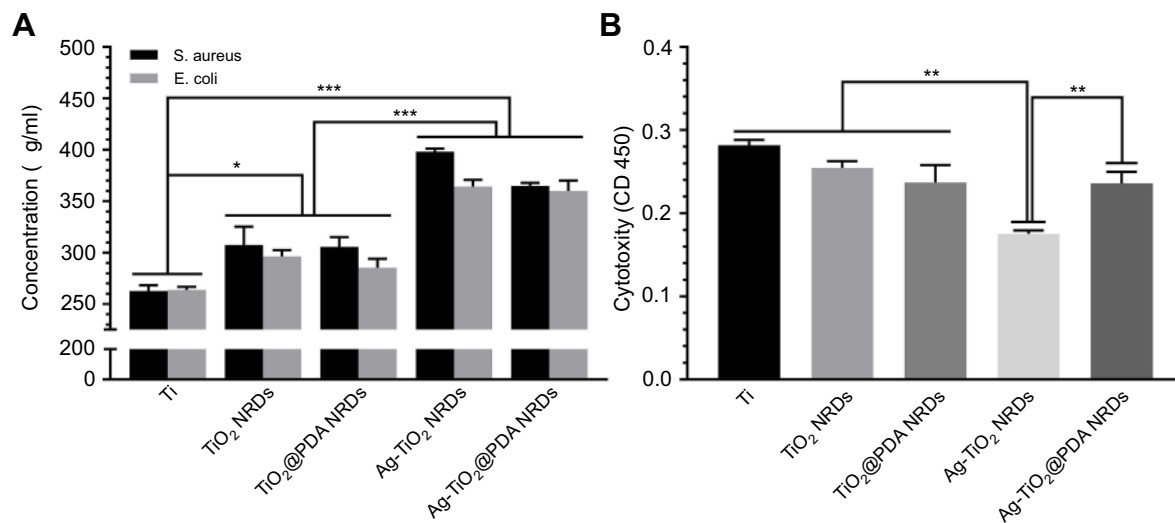 A
Concentration ( g/ml)
500
450
400
350
300
250
200
0
S. aureus
E. coli
***
***
*
Ti
TiO₂ NRDs
TiO₂@PDA NRDs
Ag-TiO₂ NRDs
Ag-TiO₂@PDA NRDs
B
Cytotoxity (CD 450)
0.4
0.3
0.2
0.1
0.0
**
**
Ti
TiO₂ NRDs
TiO₂@PDA NRDs
Ag-TiO₂ NRDs
Ag-TiO₂@PDA NRDs